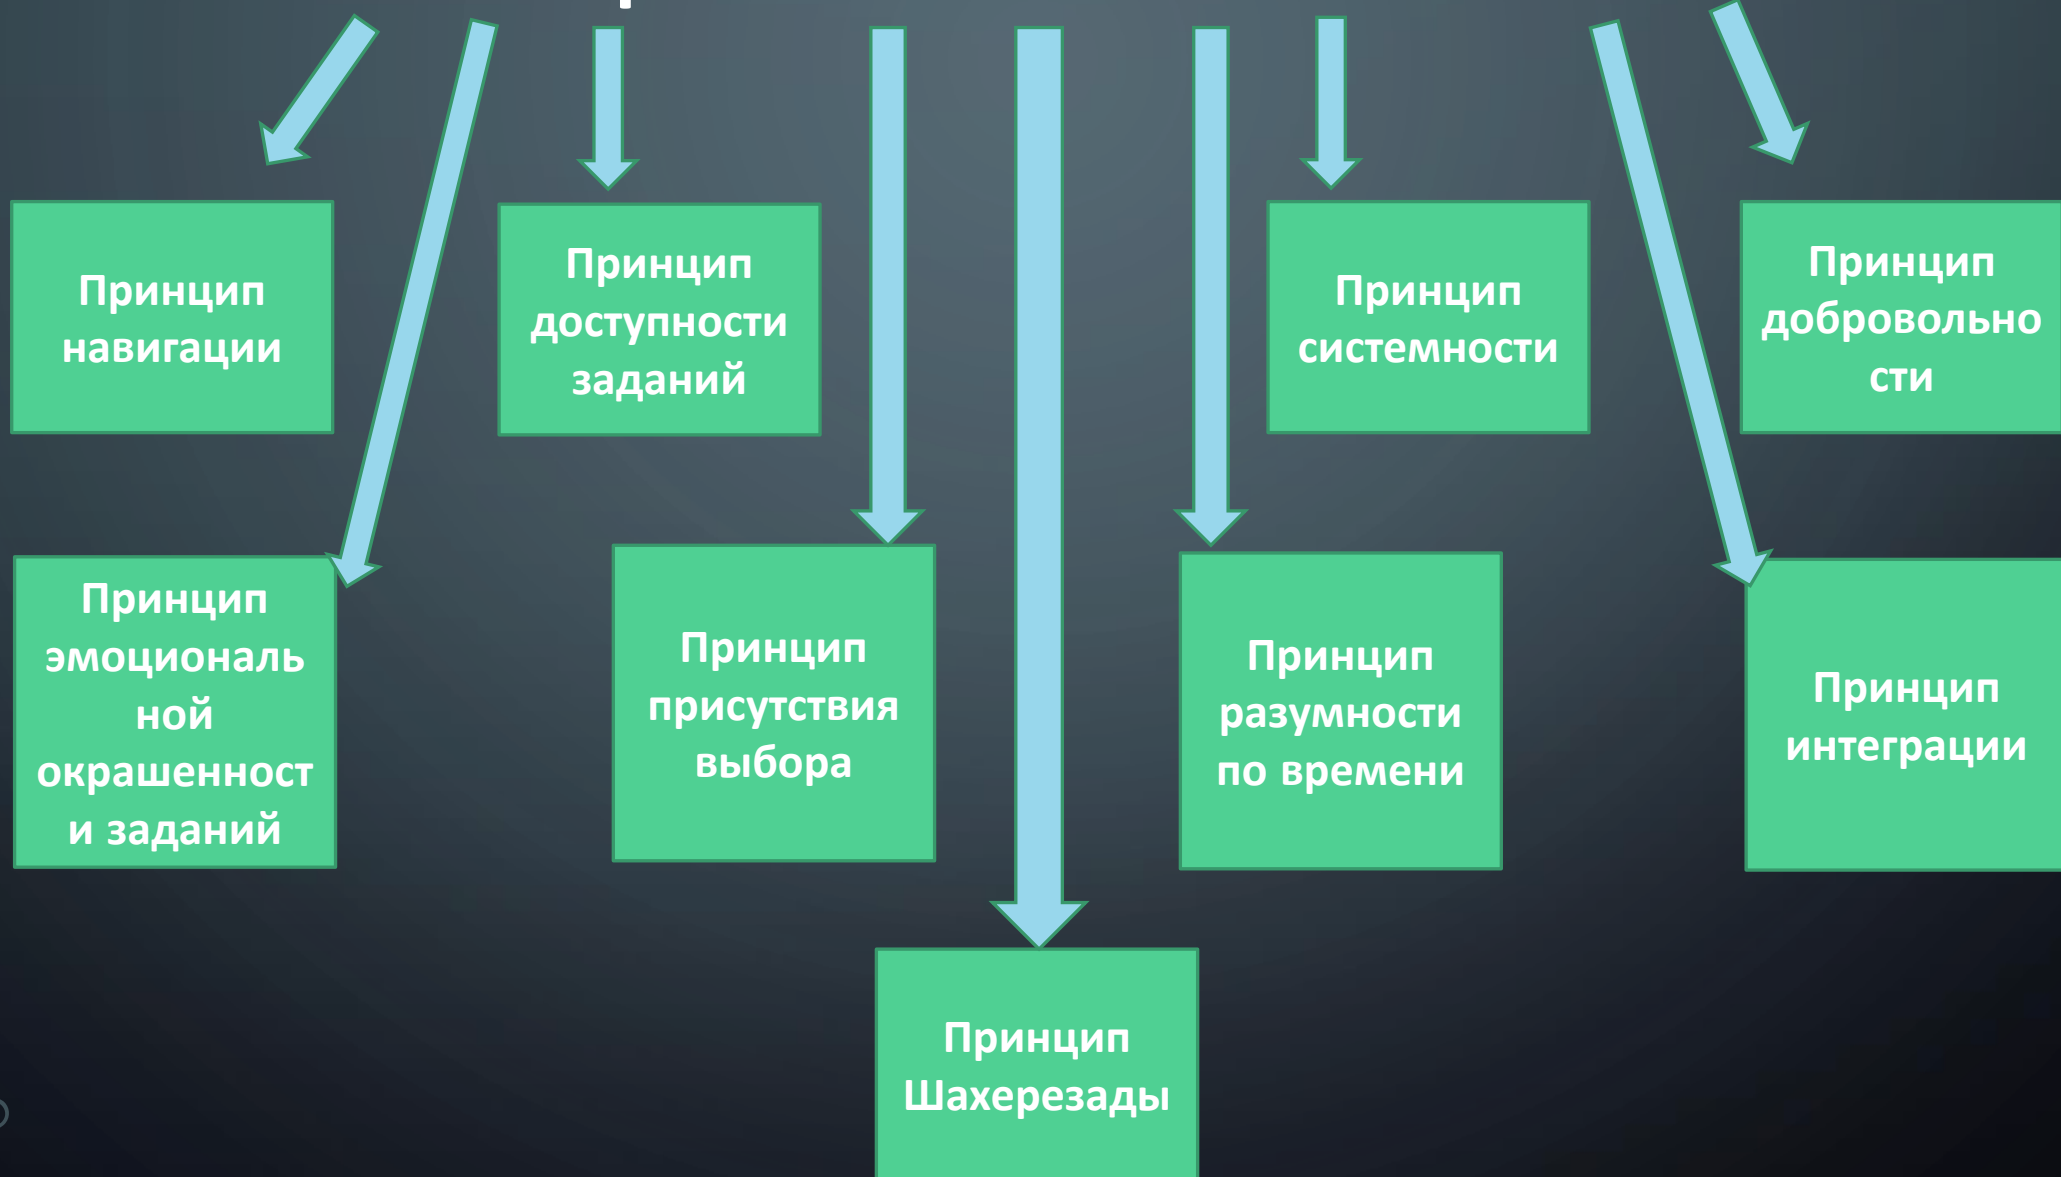 Принцип
навигации
Принцип
доступности
заданий
Принцип
системности
Принцип
добровольно
сти
Принцип
эмоциональ
ной
окрашенност
и заданий
Принцип
присутствия
выбора
Принцип
разумности
по времени
Принцип
интеграции
Принцип
Шахерезады